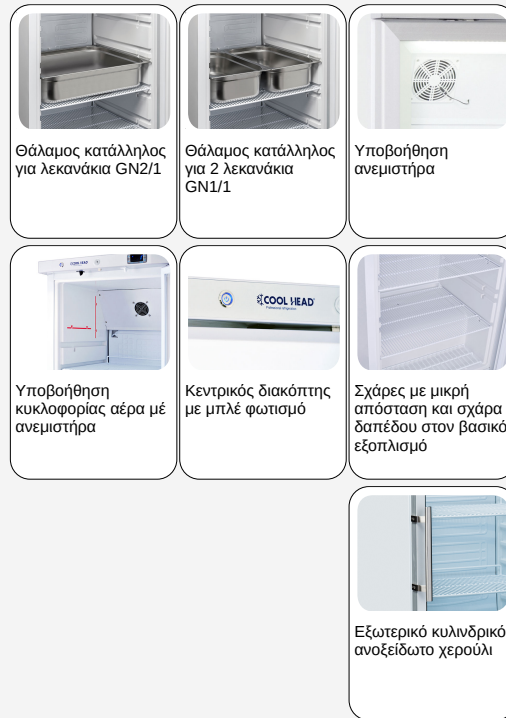 Θάλαμος κατάλληλος
για λεκανάκια GN2/1
Θάλαμος κατάλληλος
για 2 λεκανάκια
GN1/1
Υποβοήθηση
ανεμιστήρα
COOL HEAD
Υποβοήθηση
κυκλοφορίας αέρα μέ
ανεμιστήρα
COOL HEAD
Κεντρικός διακόπτης
με μπλέ φωτισμό
Σχάρες με μικρή
απόσταση και σχάρα
δαπέδου στον βασικό
εξοπλισμό
Εξωτερικό κυλινδρικό
ανοξείδωτο χερούλι